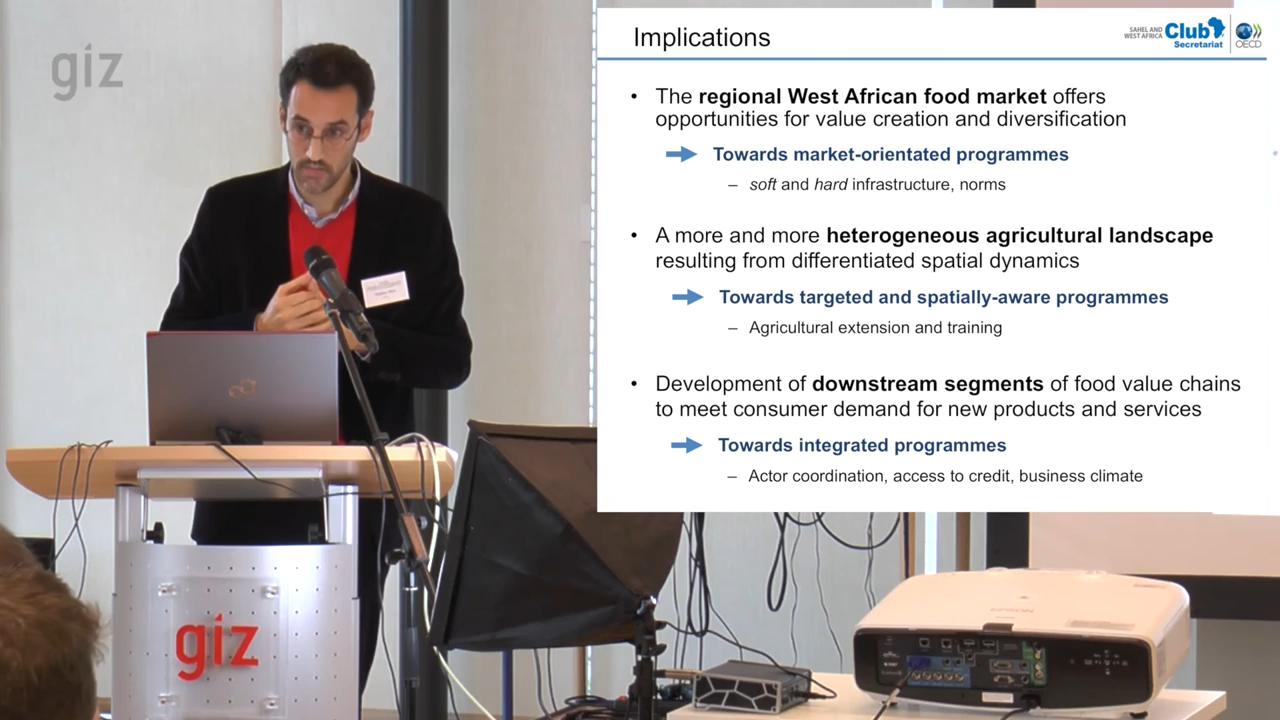 giz
Implications
SAHEL AND
WEST AFRICA
Club
Secretariat
OECD
• The regional West African food market offers
opportunities for value creation and diversification
Towards market-orientated programmes
– soft and hard infrastructure, norms
• A more and more heterogeneous agricultural landscape
resulting from differentiated spatial dynamics
Towards targeted and spatially-aware programmes
– Agricultural extension and training
• Development of downstream segments of food value chains
to meet consumer demand for new products and services
Towards integrated programmes
– Actor coordination, access to credit, business climate
giz
EPSON